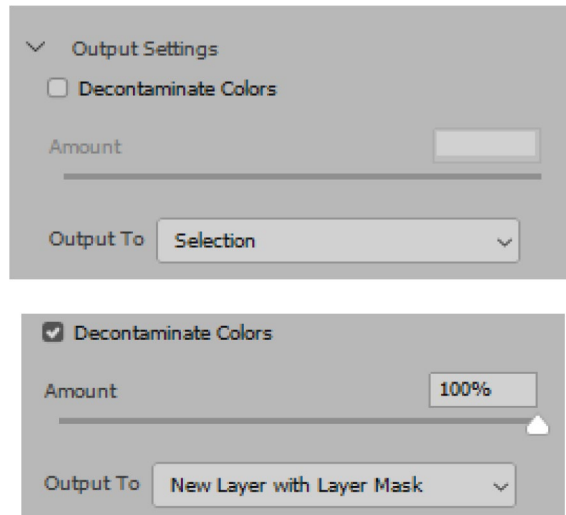 Output Settings
Decontaminate Colors
Amount
Output To Selection
Decontaminate Colors
Amount 100%
Output To New Layer with Layer Mask